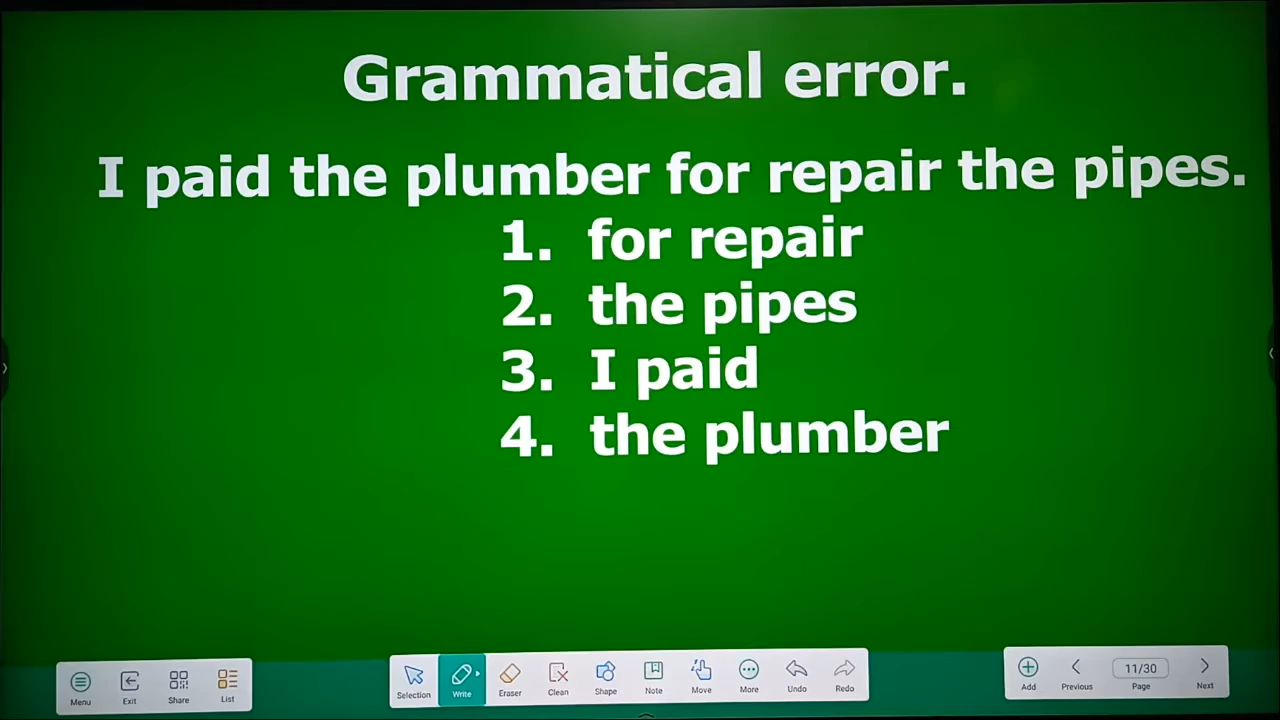 Grammatical error.
I paid the plumber for repair the pipes.
1. for repair
2. the pipes
3. I paid
4. the plumber
Menu
Exit
Share
List
Selection
Write
Eraser
Clean
Shape
Note
Move
More
Undo
Redo
Add
Previous
11/30
Page
Next